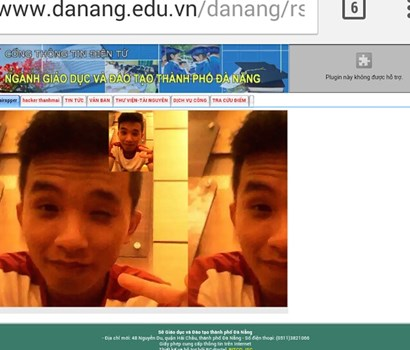 www.danang.edu.vn/danang/rs
6
CỔNG THÔNG TIN ĐIỆN TỬ
NGÀNH GIÁO DỤC VÀ ĐÀO TẠO THÀNH PHỐ ĐÀ NẴNG
Plugin này không được hỗ trợ.
hacker thanhmai TIN TỨC VĂN BẢN THƯ VIỆN TÀI NGUYÊN DỊCH VỤ CÔNG TRA CỨU ĐIỂM
Sở Giáo dục và Đào tạo thành phố Đà Nẵng
- Địa chỉ mới: 48 Nguyễn Du, quận Hải Châu, thành phố Đà Nẵng - Số điện thoại: (0511)3821066
Giấy phép cung cấp thông tin trên internet